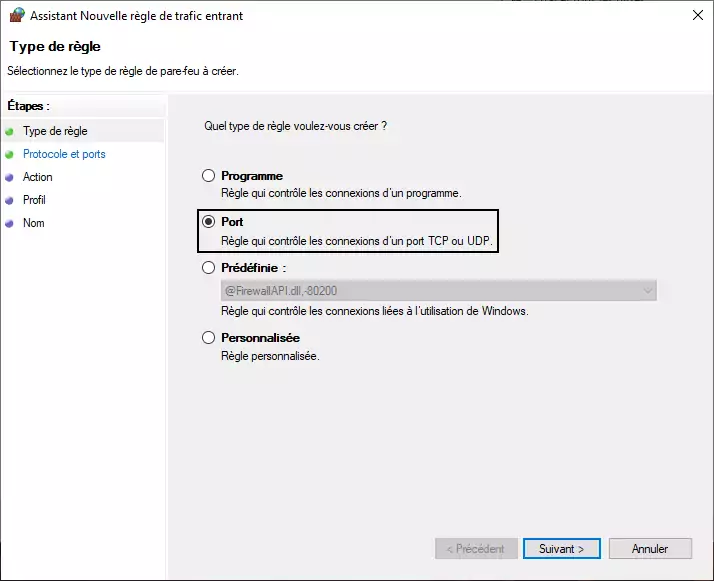 Assistant Nouvelle règle de trafic entrant
Type de règle
Sélectionnez le type de règle de pare-feu à créer.
Étapes :
Type de règle
Protocole et ports
Action
Profil
Nom
Quel type de règle voulez-vous créer ?
Programme
Règle qui contrôle les connexions d'un programme.
Port
Règle qui contrôle les connexions d'un port TCP ou UDP.
Prédéfinie :
@FirewallAPI.dll,-80200
Règle qui contrôle les connexions liées à l'utilisation de Windows.
Personnalisée
Règle personnalisée.
< Précédent
Suivant >
Annuler